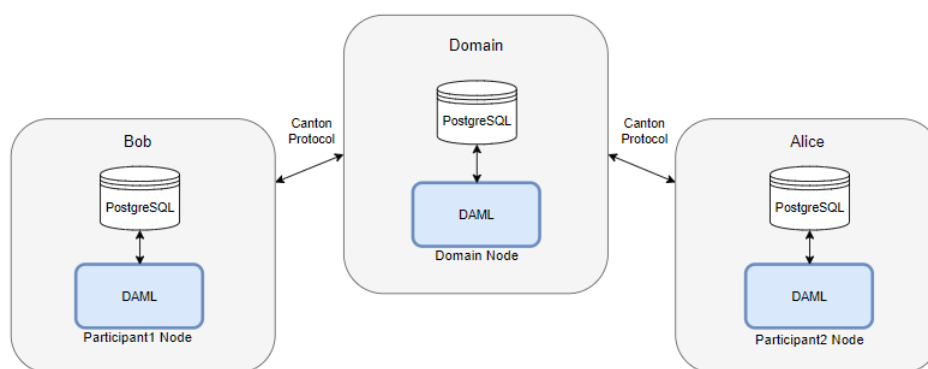 Domain
PostgreSQL
DAML
Domain Node
Canton
Protocol
Canton
Protocol
Bob
PostgreSQL
DAML
Participant1 Node
Alice
PostgreSQL
DAML
Participant2 Node